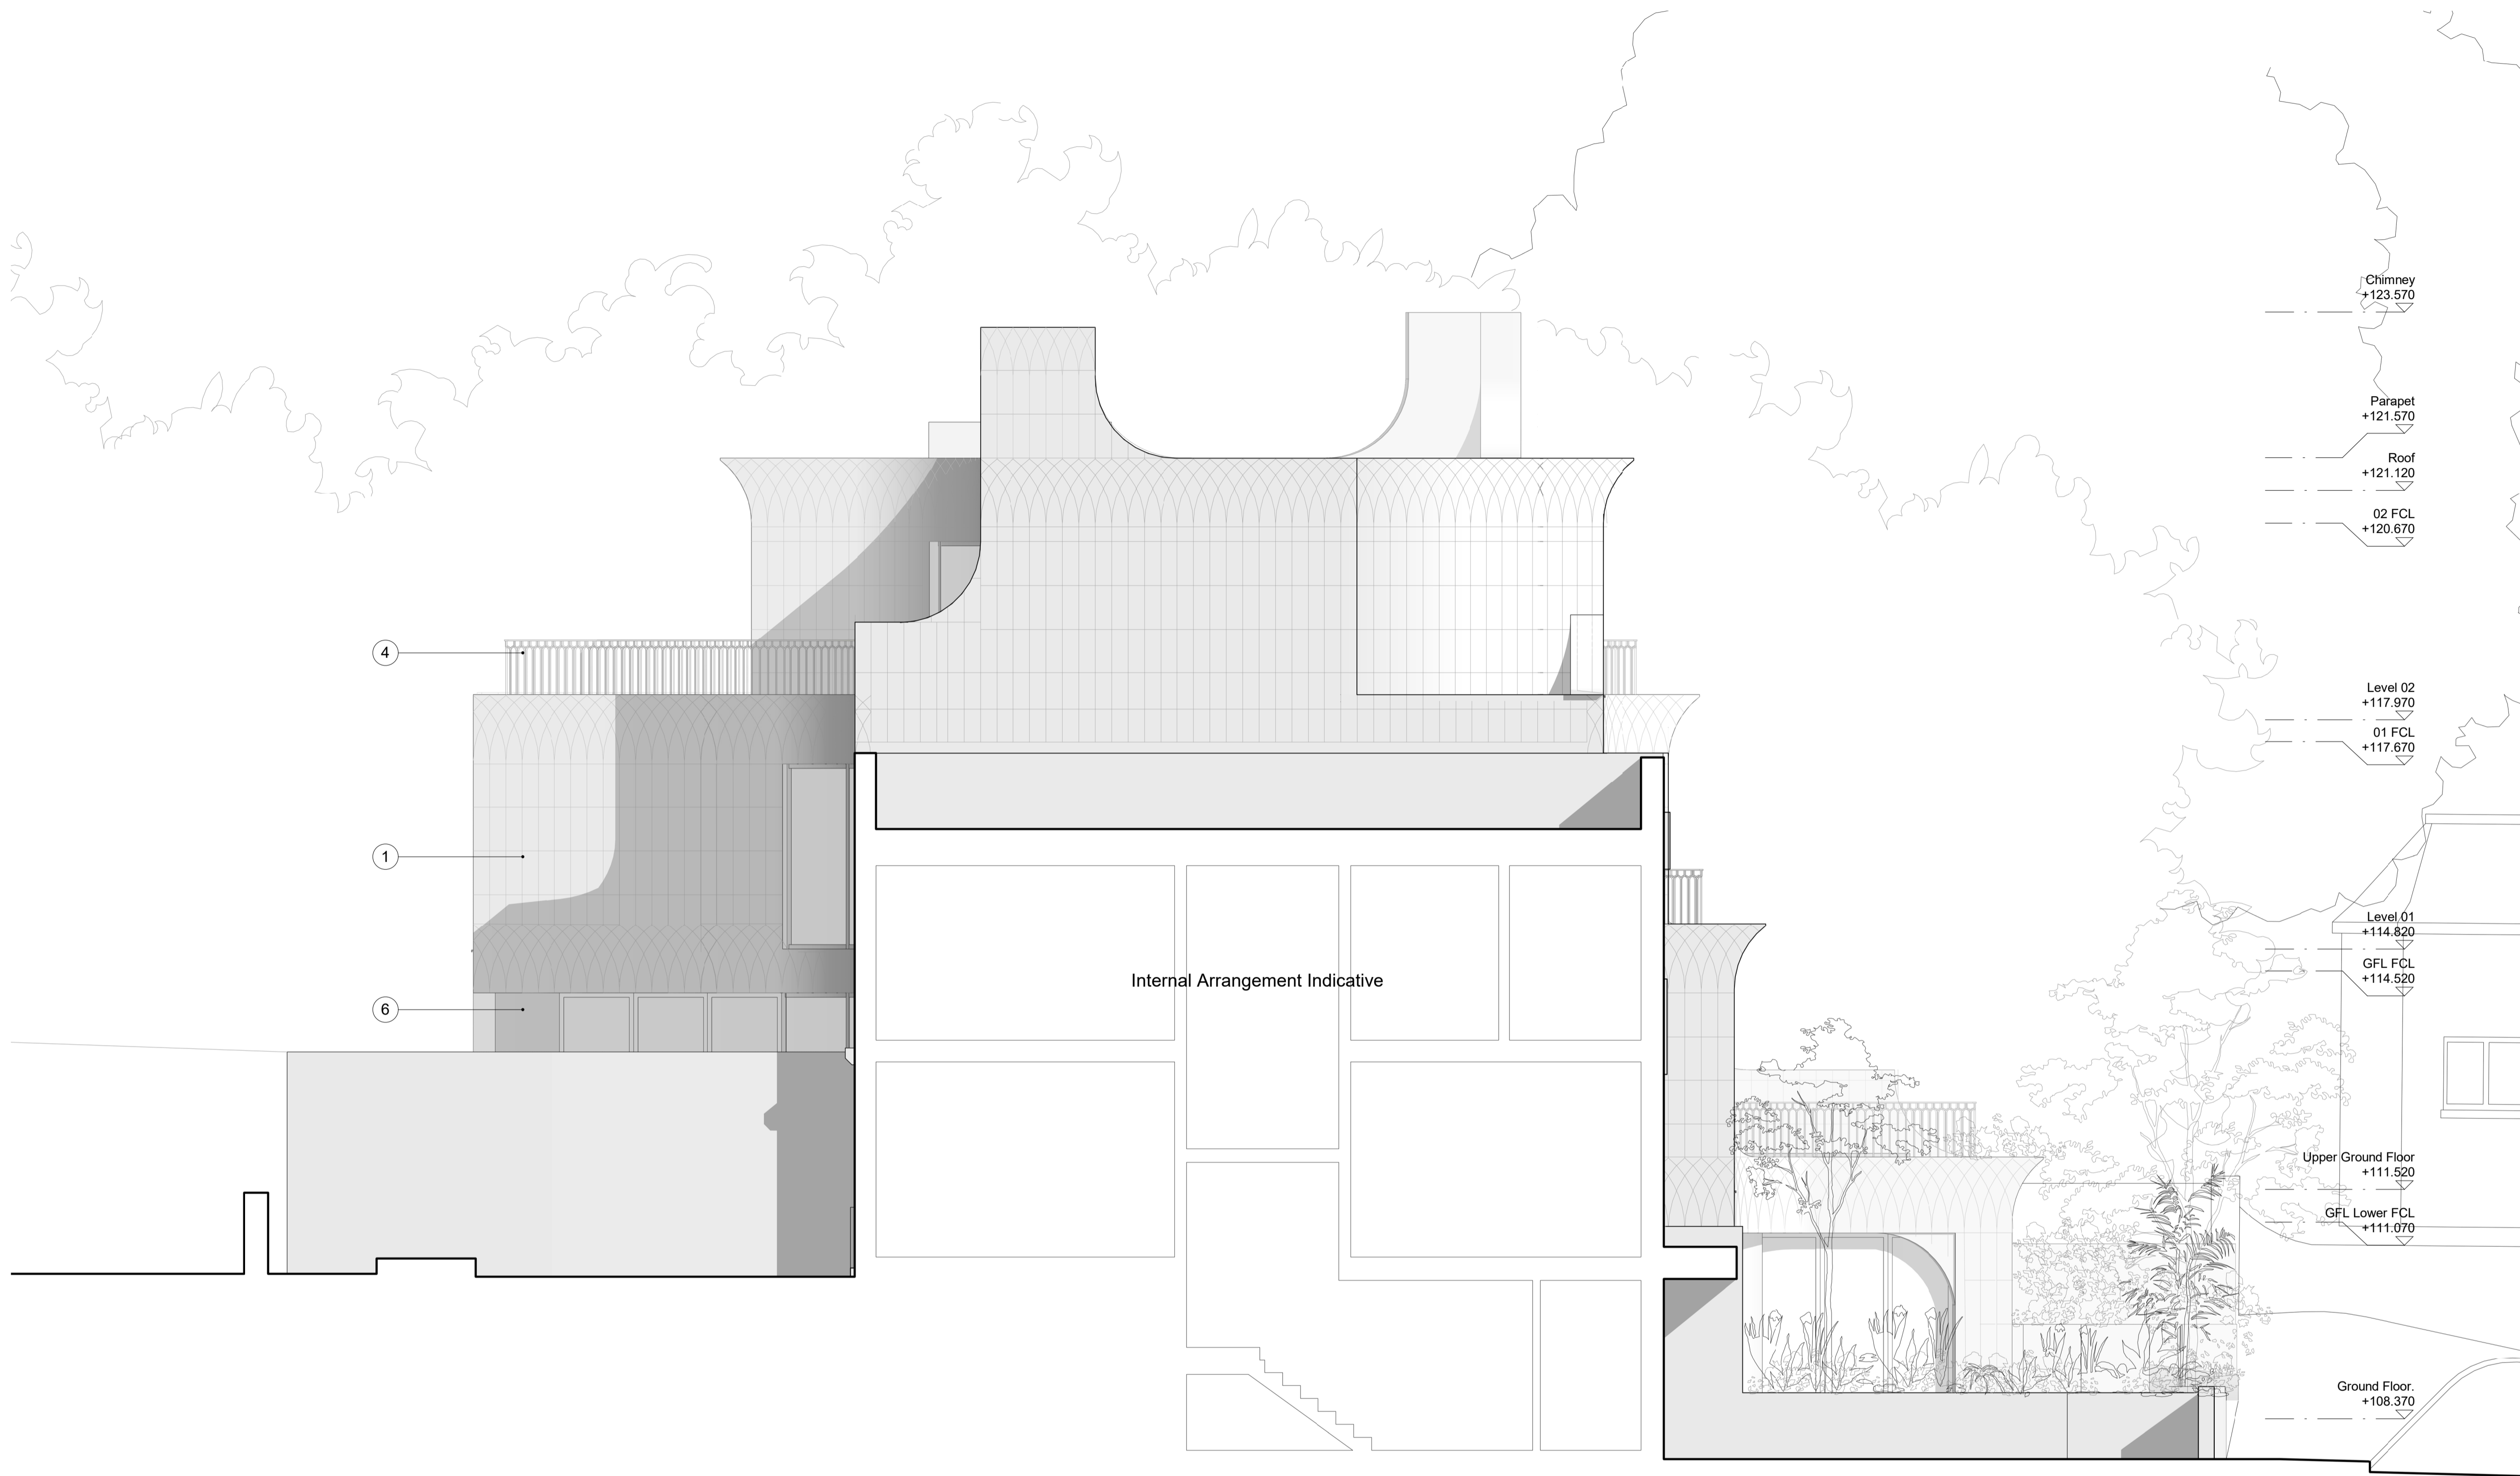 Chimney
+123.570
Parapet
+121.570
Roof
+121.120
02 FCL
+120.670
4
Level 02
+117.970
01 FCL
+117.670
1
Level 01
+114.820
GFL FCL
+114.520
Internal Arrangement Indicative
6
Upper Ground Floor
+111.520
GFL Lower FCL
+111.070
Ground Floor.
+108.370